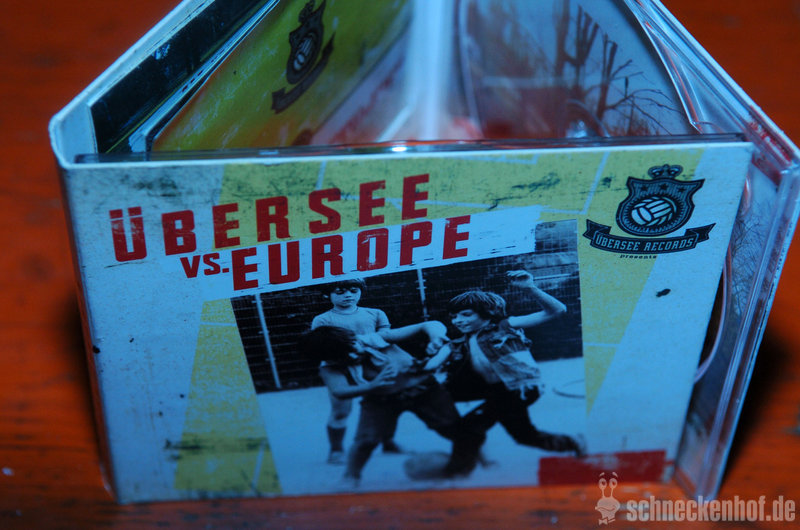 ÜBERSEE
VS. EUROPE
ÜBERSEE RECORDS
presents
schneckenhof.de